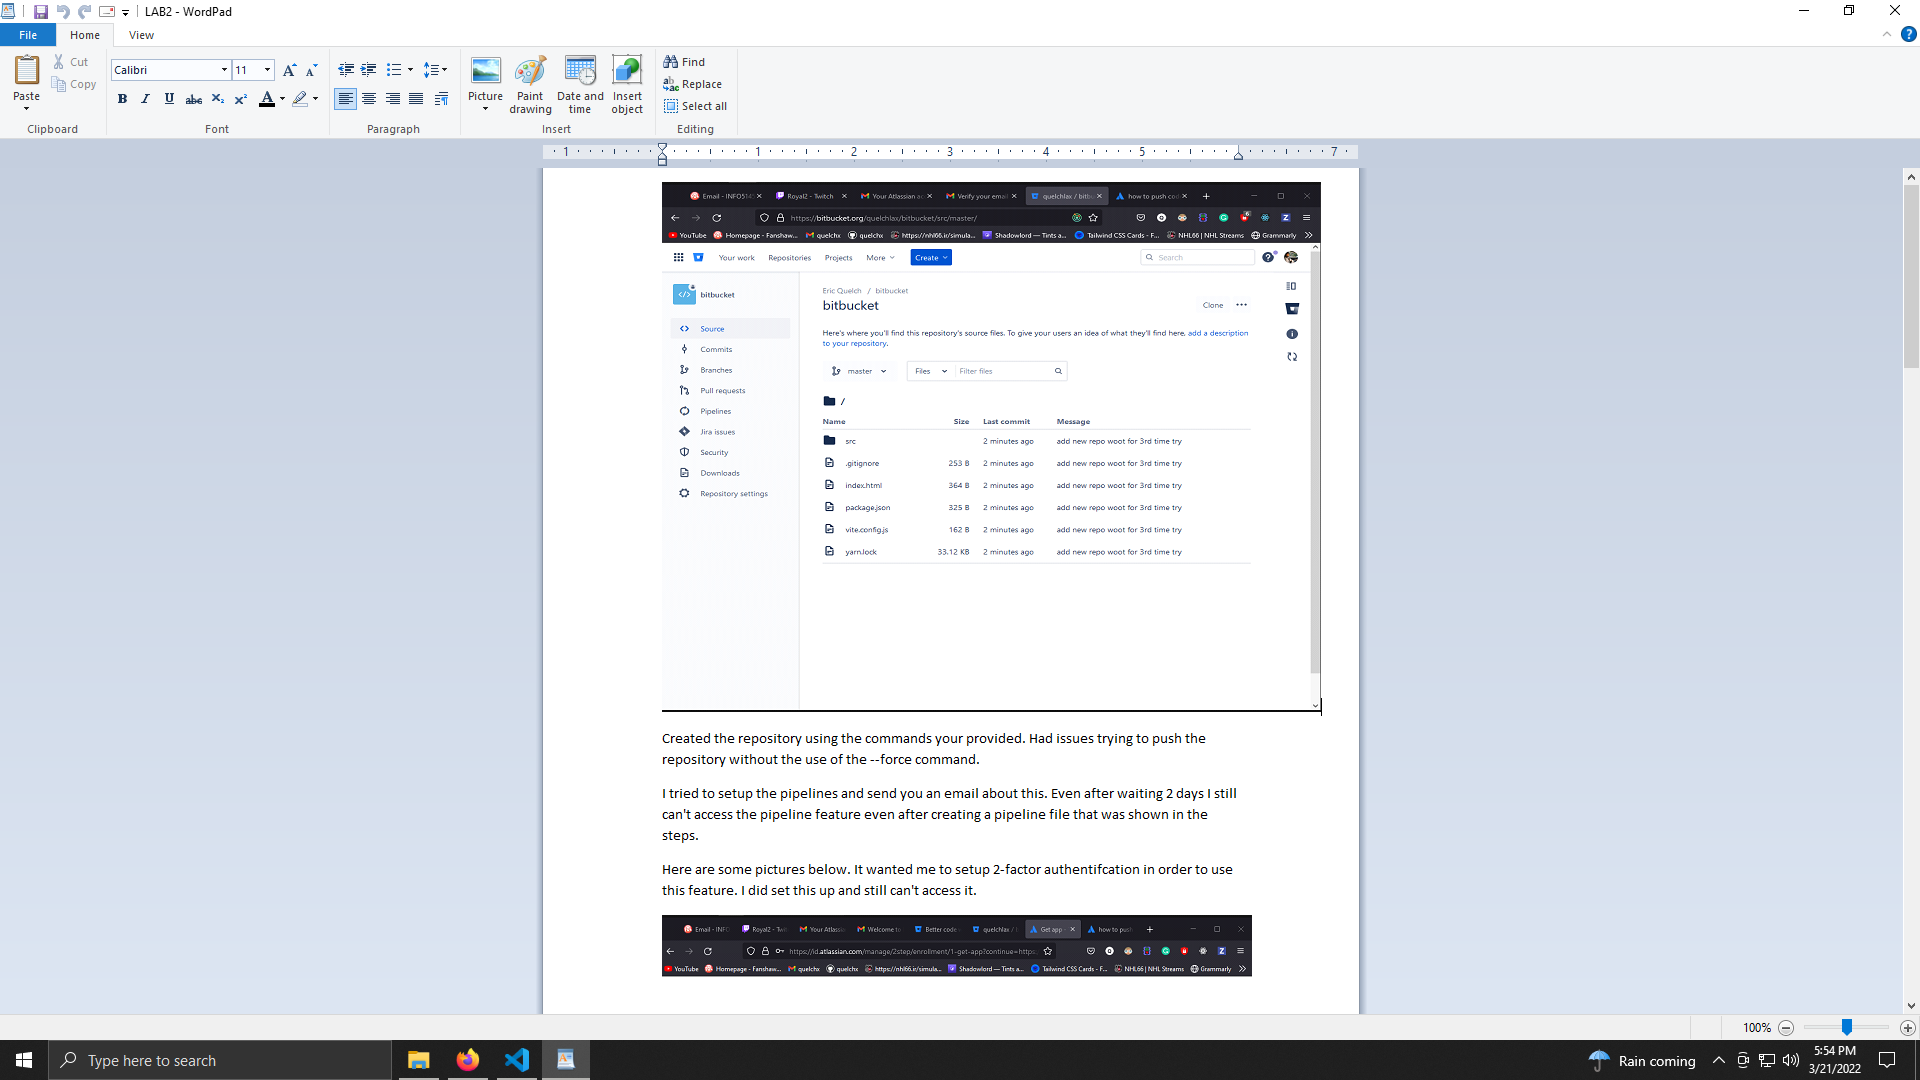 LAB2 - WordPad
File Home View
Paste Cut Copy
Clipboard
Calibri 11
B I U abc X₂ X² A
Font
Paragraph
Picture Paint drawing Date and time Insert object
Insert
Find
Replace
Select all
Editing
1 1 2 3 4 5 7
Email - INFO514 Royal2 - Twitch Your Atlassian ac Verify your email quelchlax / bitb how to push cod
https://bitbucket.org/quelchlax/bitbucket/src/master/
YouTube Homepage - Fanshaw... quelchx quelchx https://nhl66.ir/simula... Shadowlord — Tints a... Tailwind CSS Cards - F... NHL66 | NHL Streams Grammarly
Your work Repositories Projects More Create Search
bitbucket
Source
Commits
Branches
Pull requests
Pipelines
Jira issues
Security
Downloads
Repository settings
Eric Quelch / bitbucket
bitbucket
Clone
Here's where you'll find this repository's source files. To give your users an idea of what they'll find here, add a description
to your repository.
master Files Filter files
/
Name Size Last commit Message
src 2 minutes ago add new repo woot for 3rd time try
.gitignore 253 B 2 minutes ago add new repo woot for 3rd time try
index.html 364 B 2 minutes ago add new repo woot for 3rd time try
package.json 325 B 2 minutes ago add new repo woot for 3rd time try
vite.config.js 162 B 2 minutes ago add new repo woot for 3rd time try
yarn.lock 33.12 KB 2 minutes ago add new repo woot for 3rd time try
Created the repository using the commands your provided. Had issues trying to push the
repository without the use of the --force command.
I tried to setup the pipelines and send you an email about this. Even after waiting 2 days I still
can't access the pipeline feature even after creating a pipeline file that was shown in the
steps.
Here are some pictures below. It wanted me to setup 2-factor authentifcation in order to use
this feature. I did set this up and still can't access it.
Email - INFO Royal2 - Twit Your Atlassia Welcome to Better code quelchlax / Get app how to push
https://id.atlassian.com/manage/2step/enrollment/1-get-app?continue=https
YouTube Homepage - Fanshaw... quelchx quelchx https://nhl66.ir/simula... Shadowlord — Tints a... Tailwind CSS Cards - F... NHL66 | NHL Streams Grammarly
100%
Type here to search
Rain coming
5:54 PM
3/21/2022